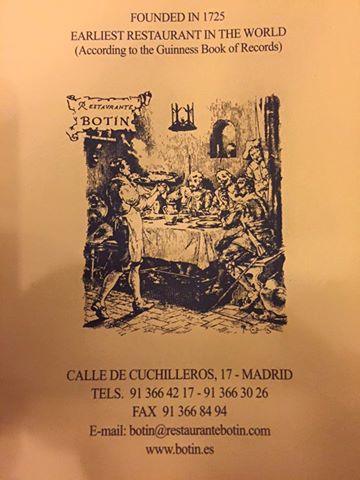 FOUNDED IN 1725
EARLIEST RESTAURANT IN THE WORLD
(According to the Guinness Book of Records)
RESTAURANTE
BOTIN
CALLE DE CUCHILLEROS, 17 - MADRID
TELS. 91 366 42 17 - 91 366 30 26
FAX 91 366 84 94
E-mail: botin@restaurantebotin.com
www.botin.es